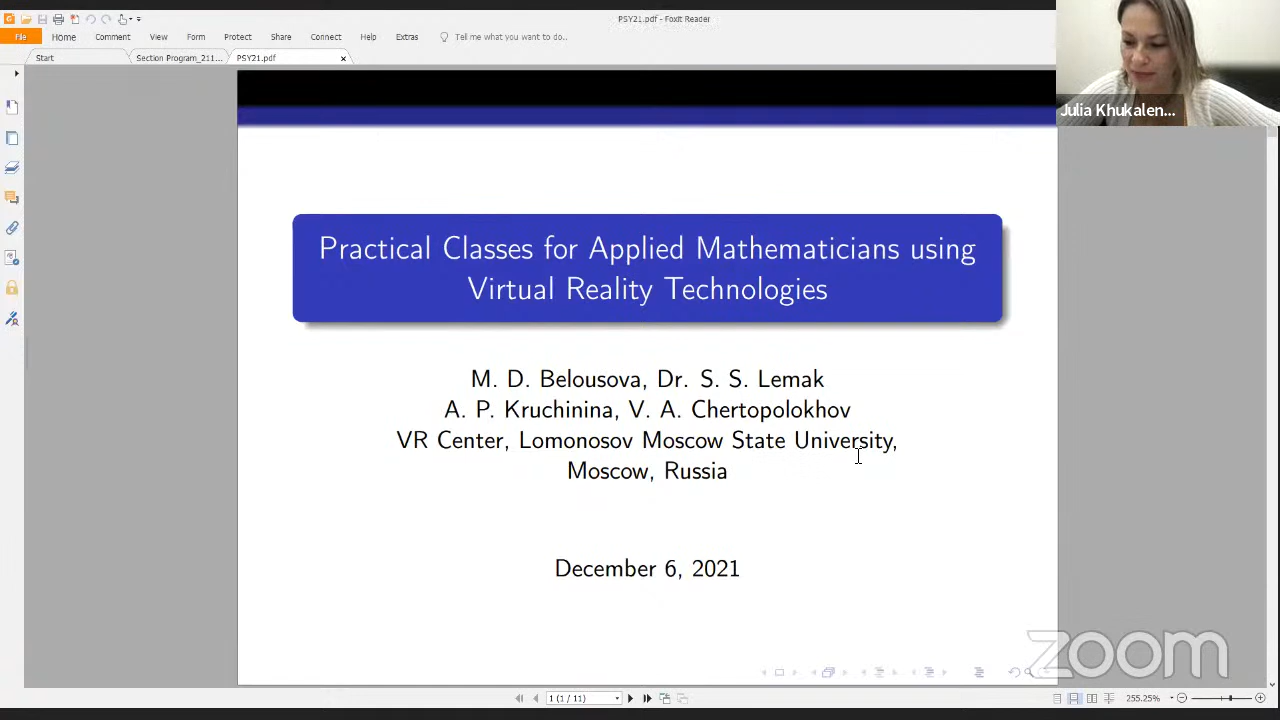 PSY21.pdf - Foxit Reader
File Home Comment View Form Protect Share Connect Help Extras Tell me what you want to do..
Start Section Program_211... PSY21.pdf
Julia Khukalen...
Practical Classes for Applied Mathematicians using
Virtual Reality Technologies
M. D. Belousova, Dr. S. S. Lemak
A. P. Kruchinina, V. A. Chertopolokhov
VR Center, Lomonosov Moscow State University,
Moscow, Russia
December 6, 2021
zoom
1 (1 / 11) 255.25%